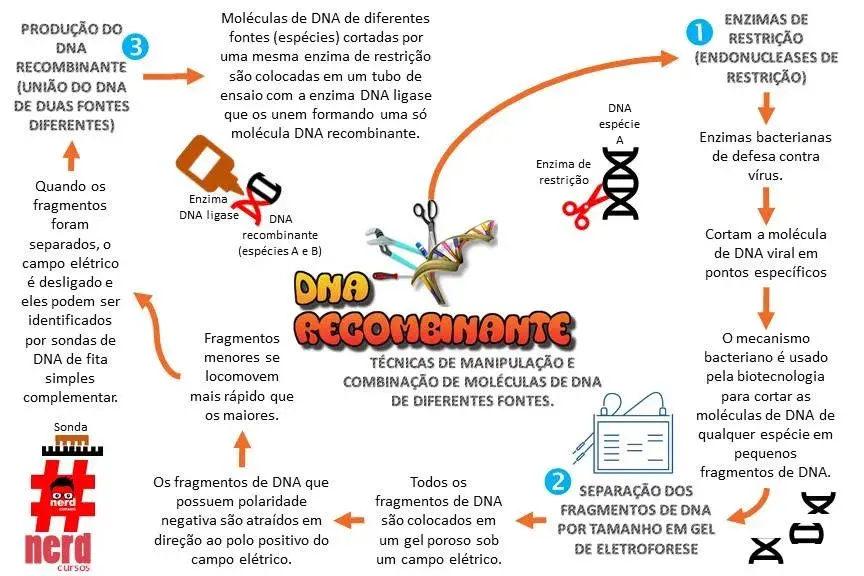 DNA
RECOMBINANTE
TÉCNICAS DE MANIPULAÇÃO E
COMBINAÇÃO DE MOLÉCULAS DE DNA
DE DIFERENTES FONTES.
1
ENZIMAS DE
RESTRIÇÃO
(ENDONUCLEASES DE
RESTRIÇÃO)
Enzimas bacterianas
de defesa contra
vírus.
Cortam a molécula
de DNA viral em
pontos específicos
O mecanismo
bacteriano é usado
pela biotecnologia
para cortar as
moléculas de DNA de
qualquer espécie em
pequenos
fragmentos de DNA.
DNA
espécie
A
Enzima de
restrição
2
SEPARAÇÃO DOS
FRAGMENTOS DE DNA
POR TAMANHO EM GEL
DE ELETROFORESE
Todos os
fragmentos de DNA
são colocados em
um gel poroso sob
um campo elétrico.
Os fragmentos de DNA que
possuem polaridade
negativa são atraídos em
direção ao polo positivo do
campo elétrico.
Fragmentos
menores se
locomovem
mais rápido que
os maiores.
Quando os
fragmentos
foram
separados, o
campo elétrico
é desligado e
eles podem ser
identificados
por sondas de
DNA de fita
simples
complementar.
Sonda
3
PRODUÇÃO DO
DNA
RECOMBINANTE
(UNIÃO DO DNA
DE DUAS FONTES
DIFERENTES)
Moléculas de DNA de diferentes
fontes (espécies) cortadas por
uma mesma enzima de restrição
são colocadas em um tubo de
ensaio com a enzima DNA ligase
que os unem formando uma só
molécula DNA recombinante.
Enzima
DNA ligase
DNA
recombinante
(espécies A e B)
#
nerd
cursos
nerd
cursos